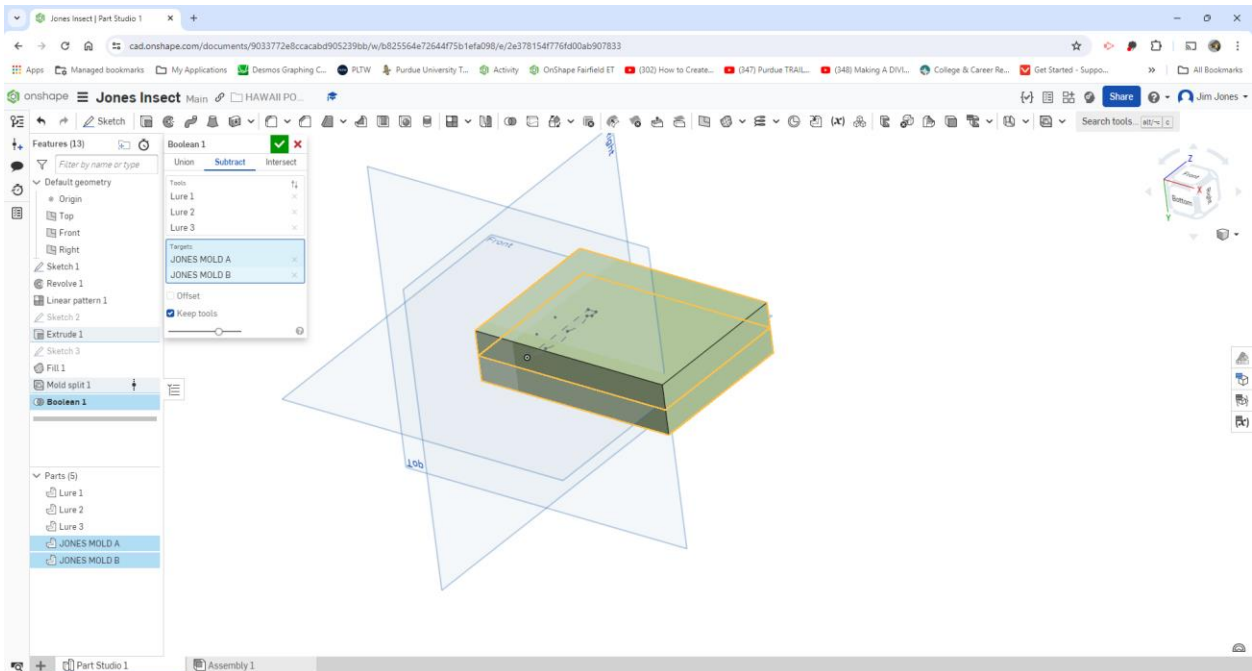 Jones Insect | Part Studio 1
cad.onshape.com/documents/9033772e8ccacabd905239bb/w/b825564e72644f75b1efa098/e/2e378154f776fd00ab907833
Apps Managed bookmarks My Applications Desmos Graphing C... PLTW Purdue University T... Activity OnShape Fairfield ET (302) How to Create... (347) Purdue TRAIL... (348) Making A DIVI... College & Career Re... Get Started - Suppo... » All Bookmarks
onshape Jones Insect Main HAWAII PO... Share Jim Jones
Sketch Search tools... alt/⌥ c
Features (13)
Filter by name or type
Default geometry
Origin
Top
Front
Right
Sketch 1
Revolve 1
Linear pattern 1
Sketch 2
Extrude 1
Sketch 3
Fill 1
Mold split 1
Boolean 1
Parts (5)
Lure 1
Lure 2
Lure 3
JONES MOLD A
JONES MOLD B
Boolean 1
Union Subtract Intersect
Tools
Lure 1
Lure 2
Lure 3
Targets
JONES MOLD A
JONES MOLD B
Offset
Keep tools
Right
Front
Top
Z
Front
X
Right
Bottom
Y
(x)
Part Studio 1 Assembly 1